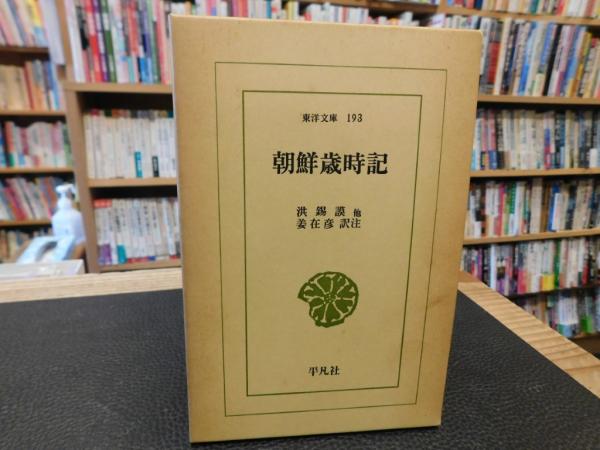 東洋文庫 193
朝鮮歳時記
洪錫謨 他
姜在彦 訳注
平凡社